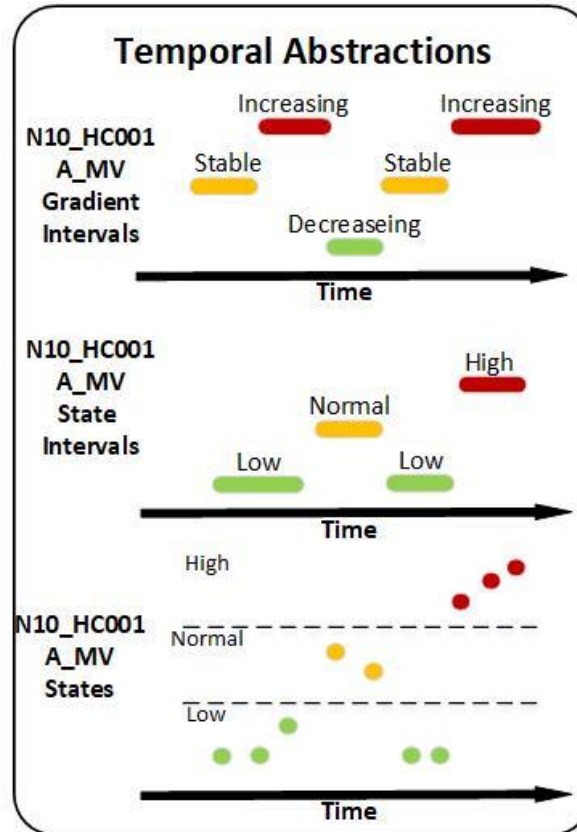 Temporal Abstractions
N10_HC001
A_MV
Gradient
Intervals
Increasing
Increasing
Stable
Stable
Decreaseing
Time
N10_HC001
A_MV
State
Intervals
High
Normal
Low
Low
Time
N10_HC001
A_MV
States
High
Normal
Low
Time